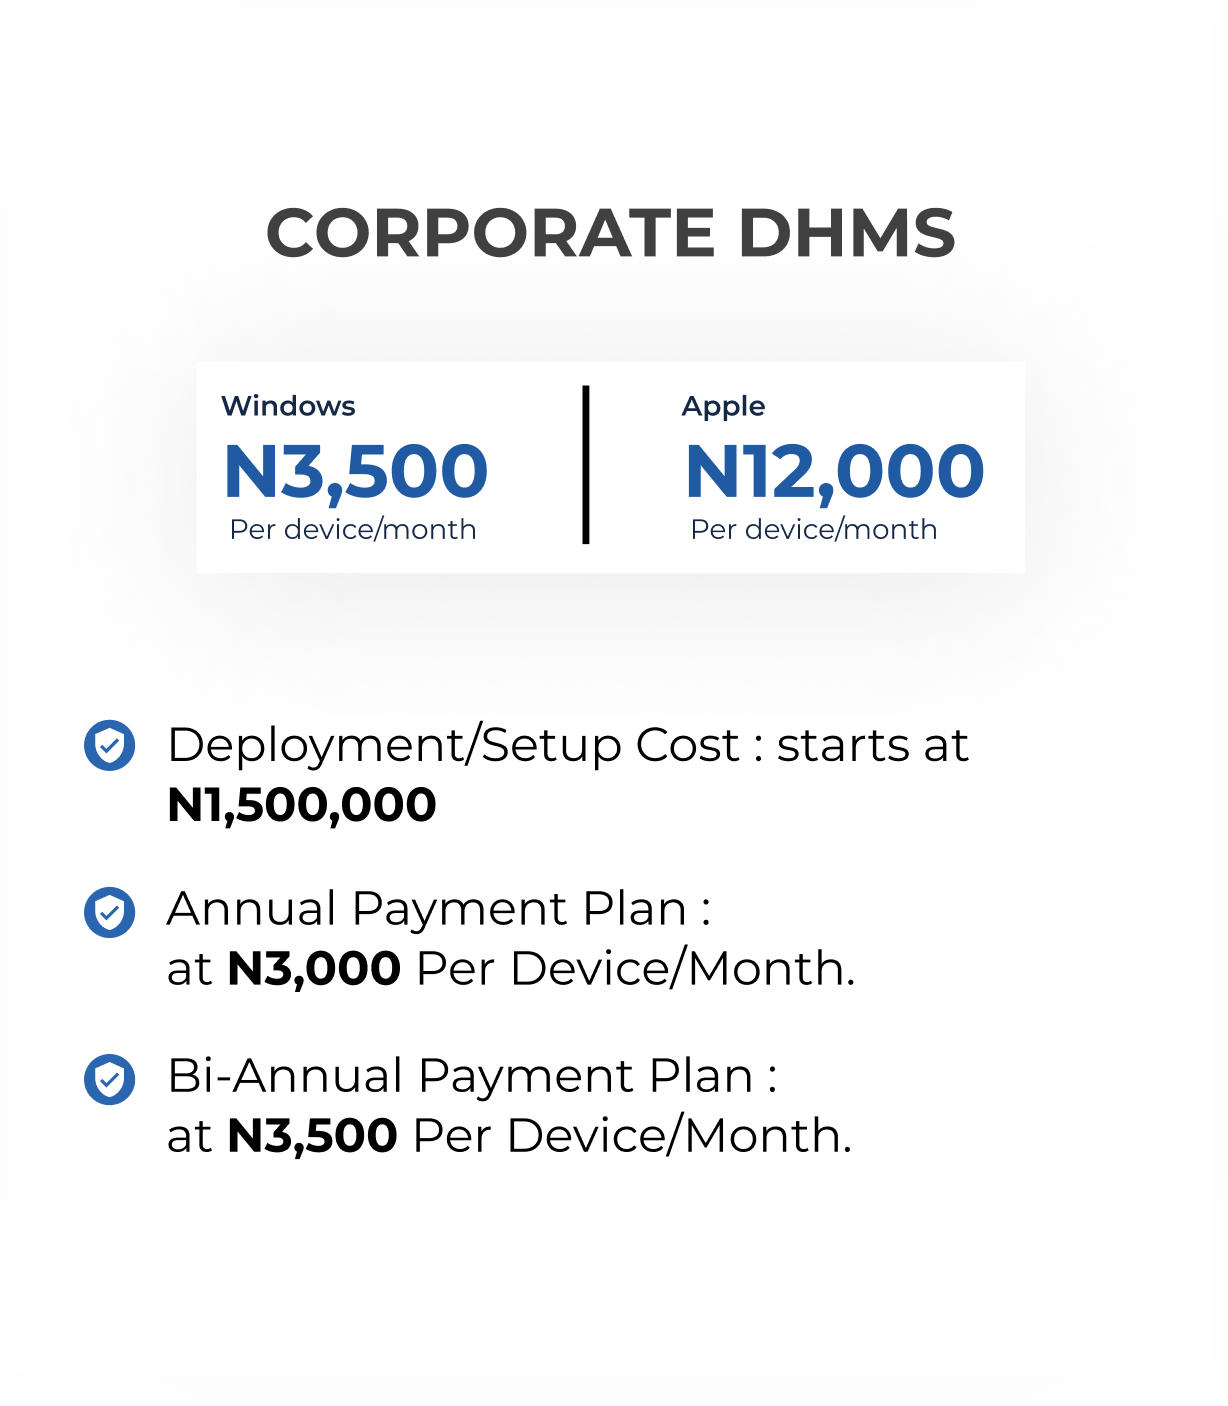 CORPORATE DHMS
Windows
N3,500
Per device/month
Apple
N12,000
Per device/month
Deployment/Setup Cost : starts at
N1,500,000
Annual Payment Plan :
at N3,000 Per Device/Month.
Bi-Annual Payment Plan :
at N3,500 Per Device/Month.